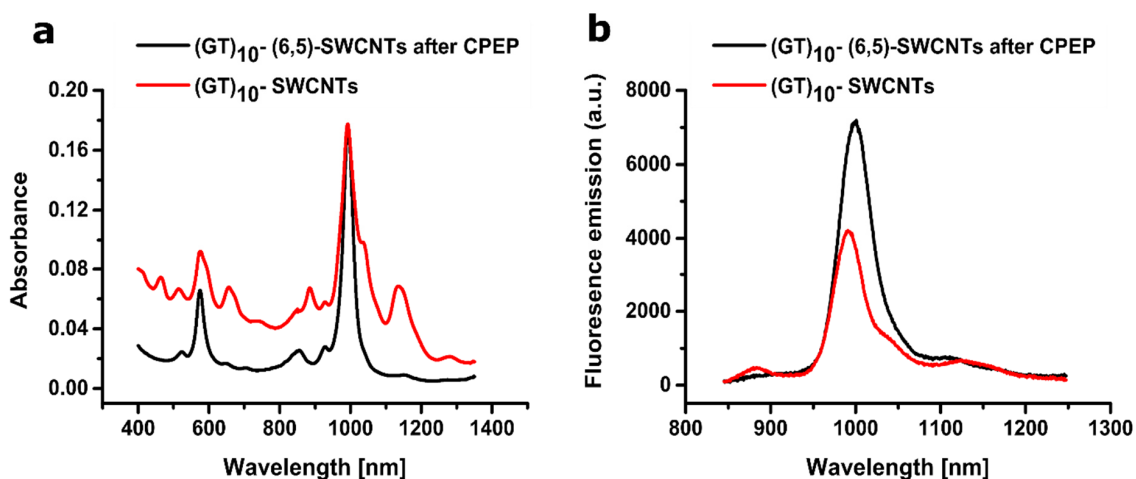 a
(GT)10- (6,5)-SWCNTs after CPEP
(GT)10- SWCNTs
Absorbance
0.20
0.16
0.12
0.08
0.04
0.00
400 600 800 1000 1200 1400
Wavelength [nm]
b
(GT)10- (6,5)-SWCNTs after CPEP
(GT)10- SWCNTs
Fluoresence emission (a.u.)
8000
6000
4000
2000
0
800 900 1000 1100 1200 1300
Wavelength [nm]